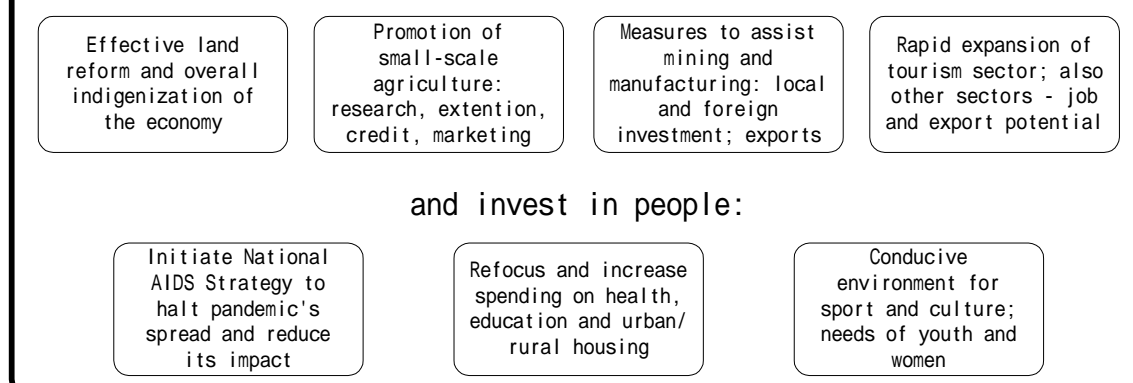 Effective land
reform and overall
indigenization of
the economy
Promotion of
small-scale
agriculture:
research, extention,
credit, marketing
Measures to assist
mining and
manufacturing: local
and foreign
investment; exports
Rapid expansion of
tourism sector; also
other sectors - job
and export potential
and invest in people:
Initiate National
AIDS Strategy to
halt pandemic's
spread and reduce
its impact
Refocus and increase
spending on health,
education and urban/
rural housing
Conducive
environment for
sport and culture;
needs of youth and
women